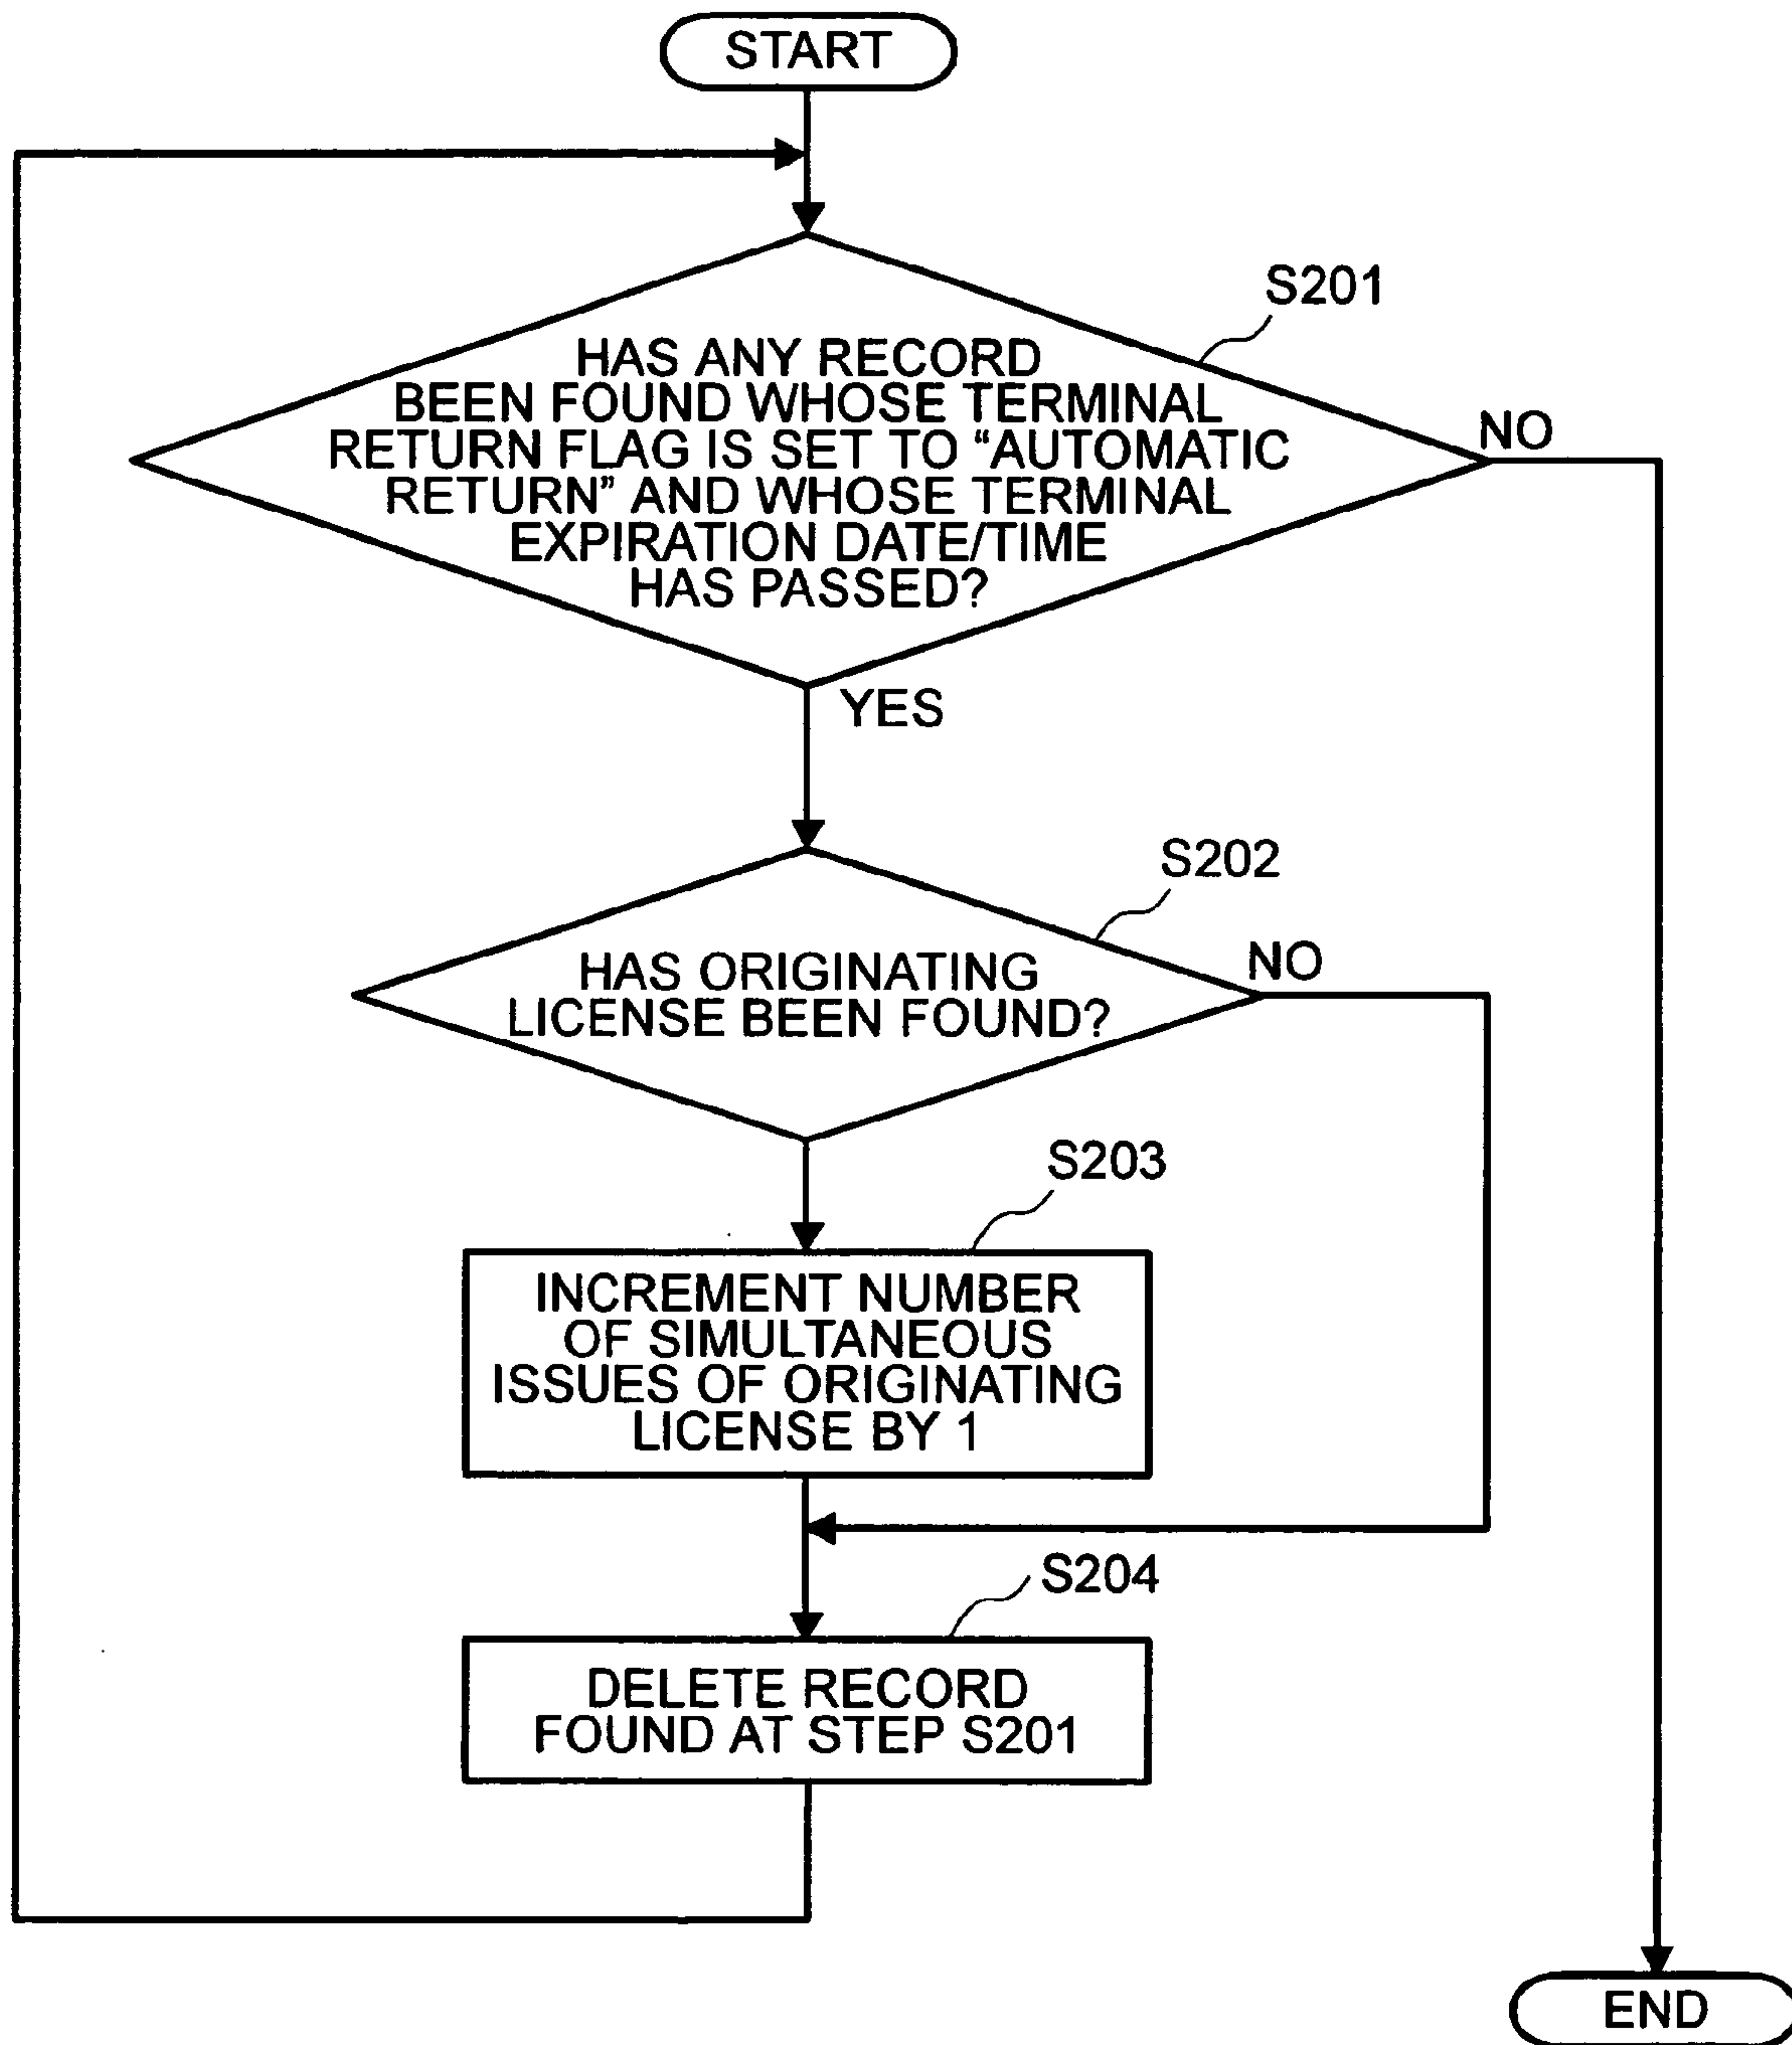 START
S201
HAS ANY RECORD
BEEN FOUND WHOSE TERMINAL
RETURN FLAG IS SET TO “AUTOMATIC
RETURN” AND WHOSE TERMINAL
EXPIRATION DATE/TIME
HAS PASSED?
NO
YES
S202
HAS ORIGINATING
LICENSE BEEN FOUND?
NO
S203
INCREMENT NUMBER
OF SIMULTANEOUS
ISSUES OF ORIGINATING
LICENSE BY 1
S204
DELETE RECORD
FOUND AT STEP S201
END